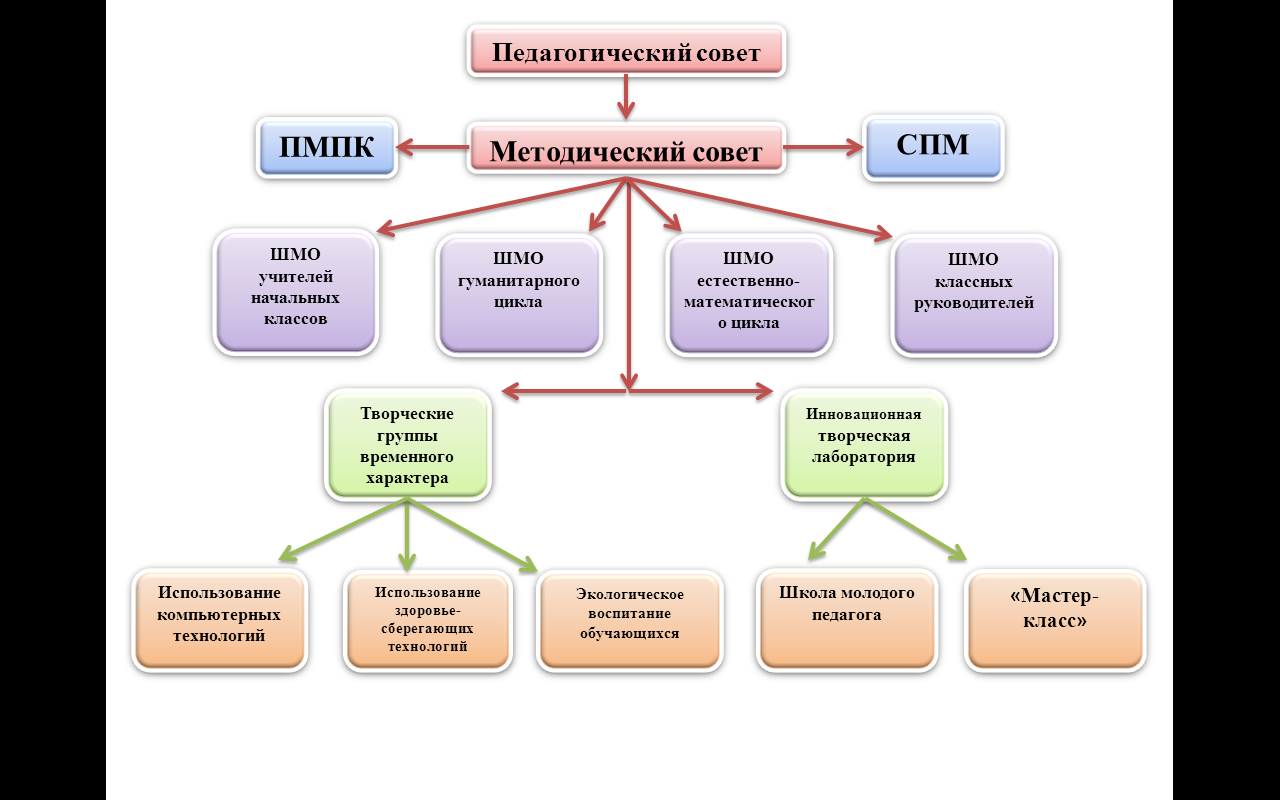 Педагогический совет
ПМПК
Методический совет
СПМ
ШМО
учителей
начальных
классов
ШМО
гуманитарного
цикла
ШМО
естественно-
математическог
о цикла
ШМО
классных
руководителей
Творческие
группы
временного
характера
Инновационная
творческая
лаборатория
Использование
компьютерных
технологий
Использование
здоровье-
сберегающих
технологий
Экологическое
воспитание
обучающихся
Школа молодого
педагога
«Мастер-
класс»